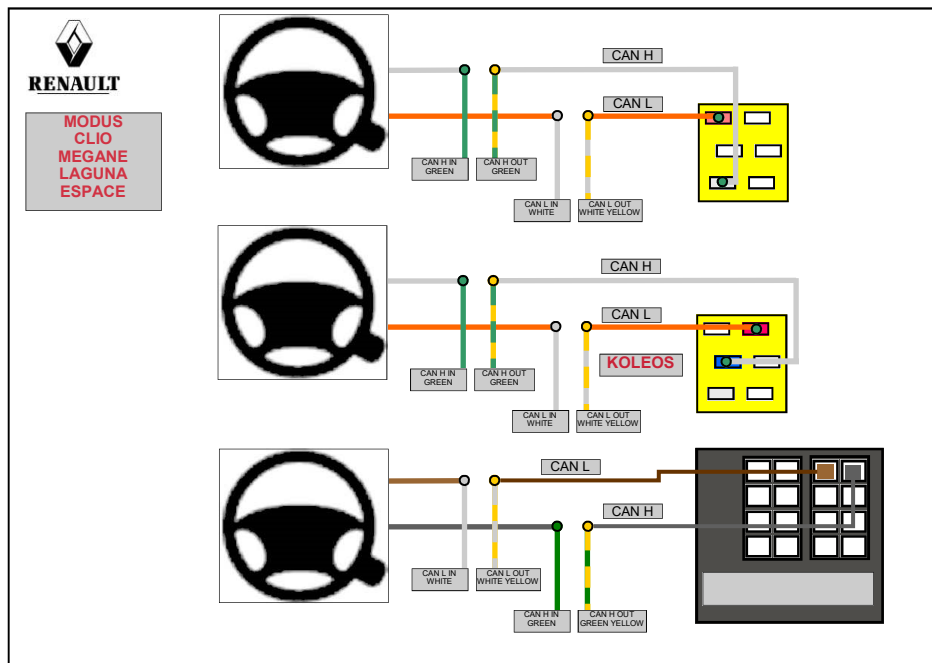 RENAULT
MODUS
CLIO
MEGANE
LAGUNA
ESPACE
CAN H
CAN L
CAN H IN
GREEN
CAN H OUT
GREEN
CAN L IN
WHITE
CAN L OUT
WHITE YELLOW
CAN H
CAN L
KOLEOS
CAN H IN
GREEN
CAN H OUT
GREEN
CAN L IN
WHITE
CAN L OUT
WHITE YELLOW
CAN L
CAN H
CAN L IN
WHITE
CAN L OUT
WHITE YELLOW
CAN H IN
GREEN
CAN H OUT
GREEN YELLOW